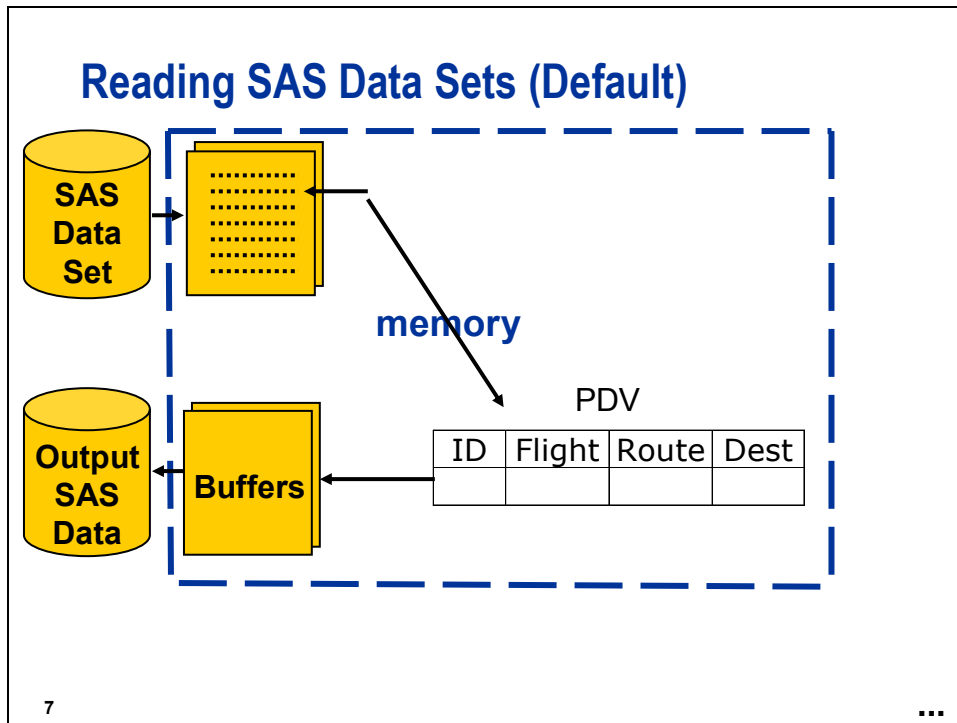 Reading SAS Data Sets (Default)
SAS
Data
Set
memory
PDV
ID Flight Route Dest
Output
SAS
Data
Buffers
7
...